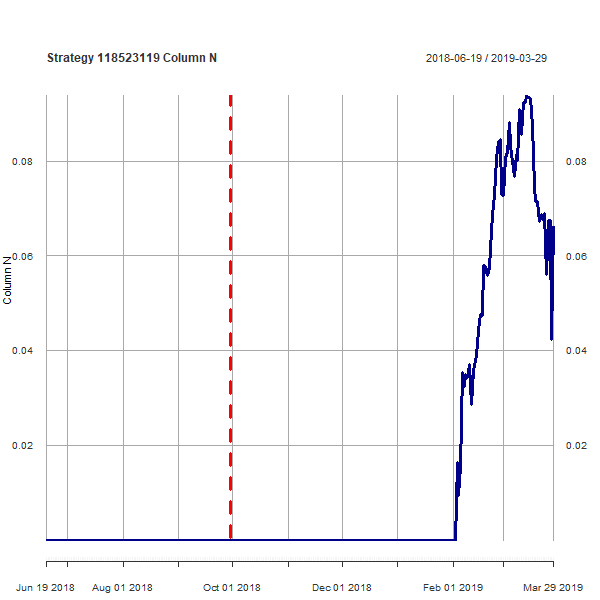 Strategy 118523119 Column N 2018-06-19 / 2019-03-29
0.08 0.08
0.06 0.06
Column N
0.04 0.04
0.02 0.02
Jun 19 2018 Aug 01 2018 Oct 01 2018 Dec 01 2018 Feb 01 2019 Mar 29 2019